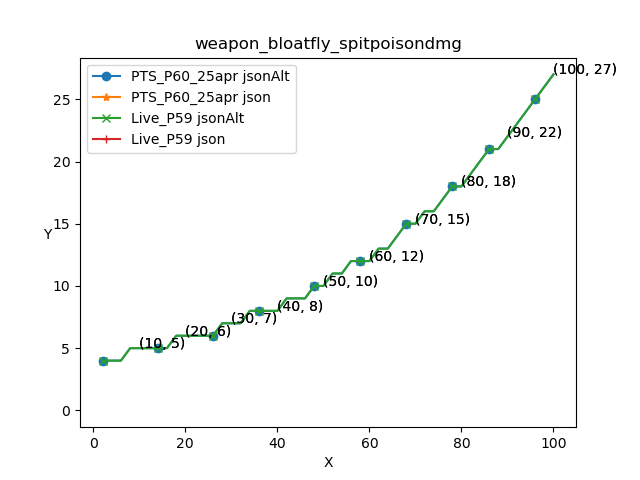 weapon_bloatfly_spitpoisondmg
PTS_P60_25apr jsonAlt
PTS_P60_25apr json
Live_P59 jsonAlt
Live_P59 json
(100, 27)
(90, 22)
(80, 18)
(70, 15)
(60, 12)
(50, 10)
(40, 8)
(30, 7)
(20, 6)
(10, 5)
Y
25
20
15
10
5
0
0 20 40 60 80 100
X